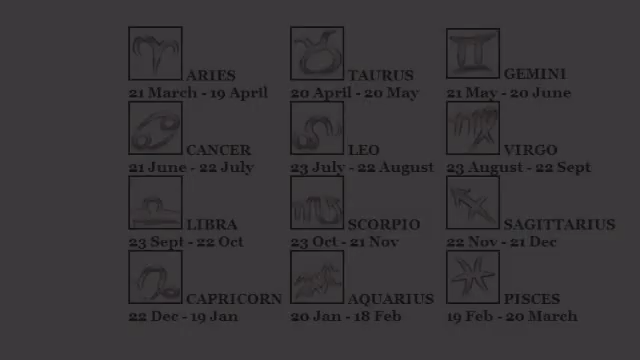 ARIES TAURUS GEMINI
21 March - 19 April 20 April - 20 May 21 May - 20 June
CANCER LEO VIRGO
21 June - 22 July 23 July - 22 August 23 August - 22 Sept
LIBRA SCORPIO SAGITTARIUS
23 Sept - 22 Oct 23 Oct - 21 Nov 22 Nov - 21 Dec
CAPRICORN AQUARIUS PISCES
22 Dec - 19 Jan 20 Jan - 18 Feb 19 Feb - 20 March